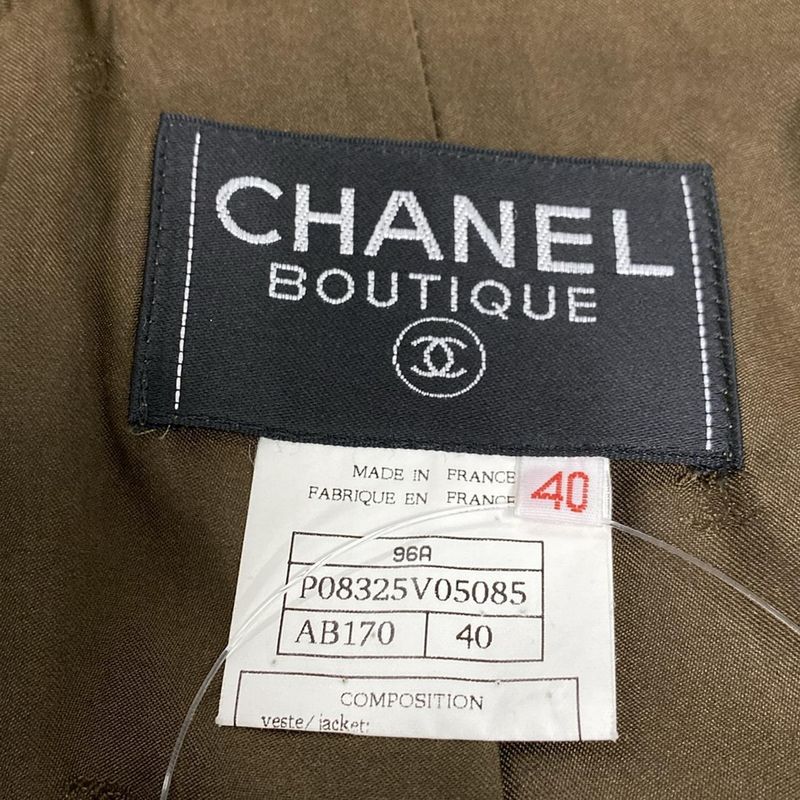 CHANEL
BOUTIQUE
MADE IN FRANCE
FABRIQUE EN FRANCE
40
96A
P08325V05085
AB170 40
COMPOSITION
veste/jacket: